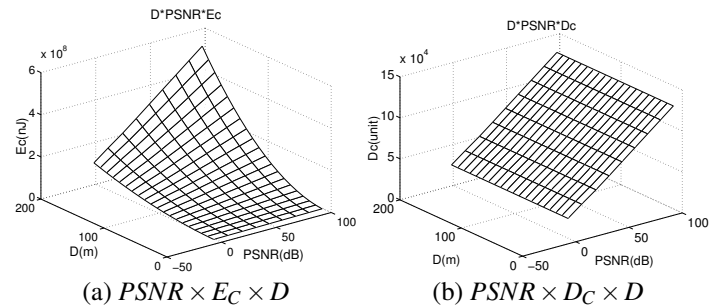 D*PSNR*Ec
x 10^8
6
4
2
0
Ec(nJ)
200
100
0
D(m)
−50
0
50
100
PSNR(dB)
(a) PSNR × E_C × D
D*PSNR*Dc
x 10^4
15
10
5
0
Dc(unit)
200
100
0
D(m)
−50
0
50
100
PSNR(dB)
(b) PSNR × D_C × D